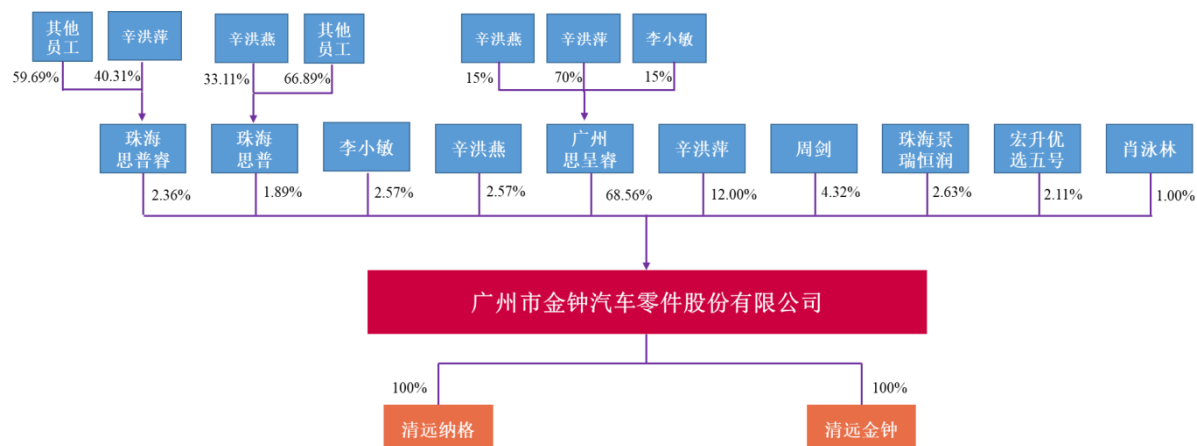 其他
员工
辛洪萍
辛洪燕
其他
员工
辛洪燕
辛洪萍
李小敏
59.69%
40.31%
33.11%
66.89%
15%
70%
15%
珠海
思普睿
珠海
思普
李小敏
辛洪燕
广州
思呈睿
辛洪萍
周剑
珠海景
瑞恒润
宏升优
选五号
肖泳林
2.36%
1.89%
2.57%
2.57%
68.56%
12.00%
4.32%
2.63%
2.11%
1.00%
广州市金钟汽车零件股份有限公司
100%
100%
清远纳格
清远金钟